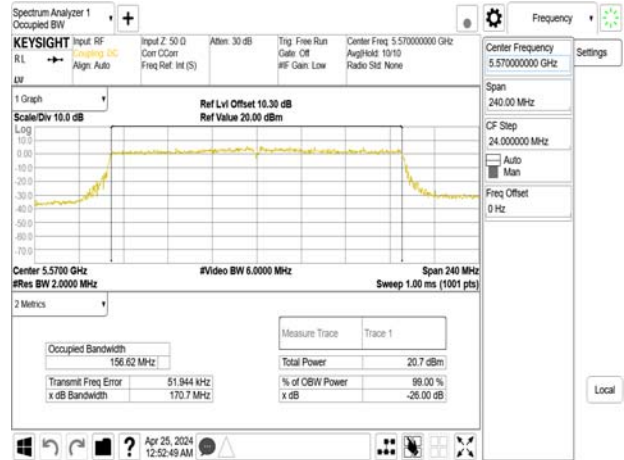 Spectrum Analyzer 1
Occupied BW
+
Frequency
KEYSIGHT
Input: RF
Coupling: DC
Align: Auto
Input Z: 50 Ω
Corr CCorr
Freq Ref: Int (S)
Atten: 30 dB
Trig: Free Run
Gate: Off
#IF Gain: Low
Center Freq: 5.570000000 GHz
Avg|Hold: 10/10
Radio Std: None
RL
LW
Center Frequency
5.570000000 GHz
Settings
Span
240.00 MHz
CF Step
24.000000 MHz
Auto
Man
Freq Offset
0 Hz
Local
1 Graph
Scale/Div 10.0 dB
Ref Lvl Offset 10.30 dB
Ref Value 20.00 dBm
Log
10.0
0.00
-10.0
-20.0
-30.0
-40.0
-50.0
-60.0
-70.0
Center 5.5700 GHz
#Res BW 2.0000 MHz
#Video BW 6.0000 MHz
Span 240 MHz
Sweep 1.00 ms (1001 pts)
2 Metrics
Measure Trace
Trace 1
Occupied Bandwidth
156.62 MHz
Total Power
20.7 dBm
Transmit Freq Error
51.944 kHz
% of OBW Power
99.00 %
x dB Bandwidth
170.7 MHz
x dB
-26.00 dB
?
Apr 25, 2024
12:52:49 AM